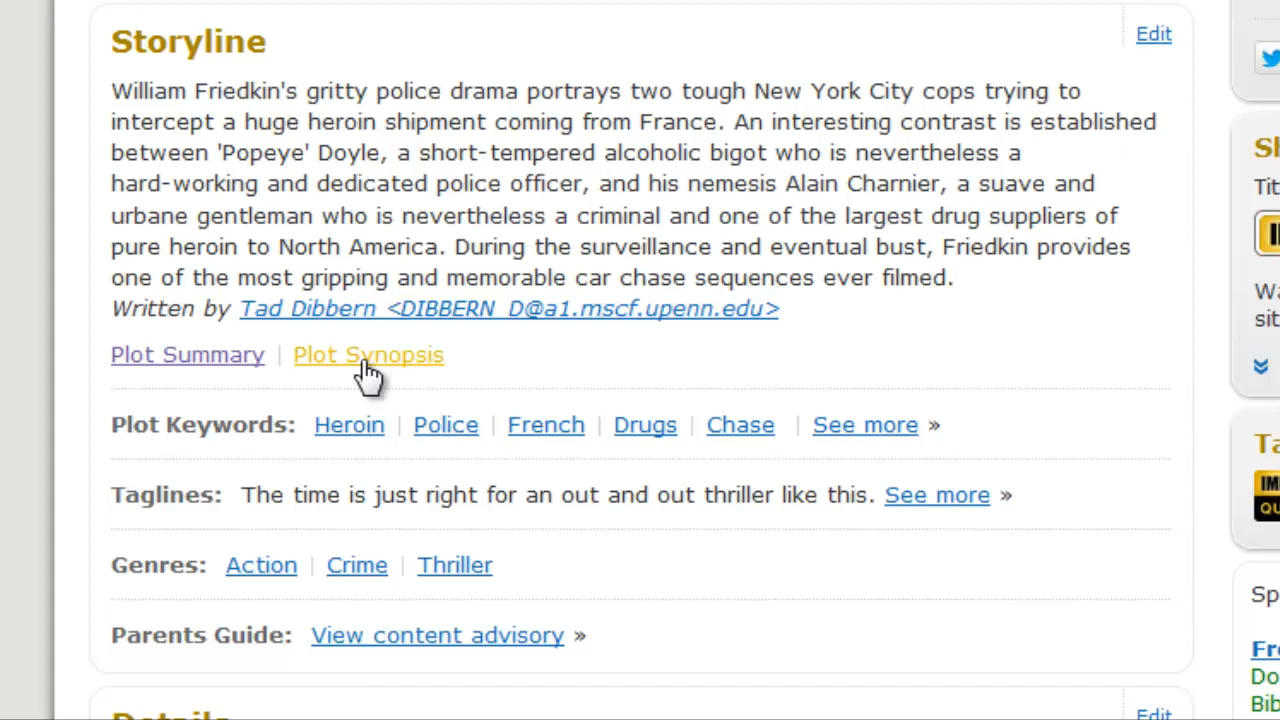 Storyline
Edit
William Friedkin's gritty police drama portrays two tough New York City cops trying to
intercept a huge heroin shipment coming from France. An interesting contrast is established
between 'Popeye' Doyle, a short-tempered alcoholic bigot who is nevertheless a
hard-working and dedicated police officer, and his nemesis Alain Charnier, a suave and
urbane gentleman who is nevertheless a criminal and one of the largest drug suppliers of
pure heroin to North America. During the surveillance and eventual bust, Friedkin provides
one of the most gripping and memorable car chase sequences ever filmed.
Written by Tad Dibbern <DIBBERN_D@a1.mscf.upenn.edu>
Plot Summary | Plot Synopsis
Plot Keywords: Heroin | Police | French | Drugs | Chase | See more »
Taglines: The time is just right for an out and out thriller like this. See more »
Genres: Action | Crime | Thriller
Parents Guide: View content advisory »
Details
Edit